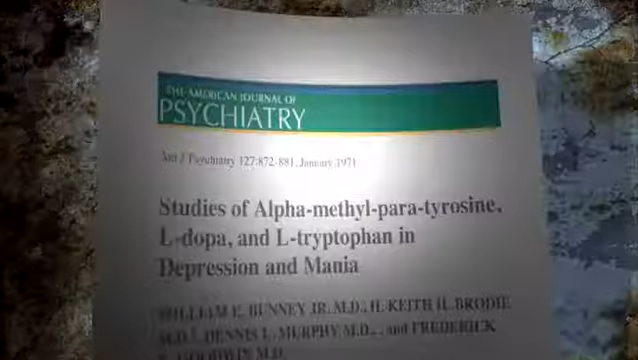 THE AMERICAN JOURNAL OF
PSYCHIATRY
Am J Psychiatry 127:872-881, January 1971
Studies of Alpha-methyl-para-tyrosine,
L-dopa, and L-tryptophan in
Depression and Mania
WILLIAM E. BUNNEY JR. M.D., H. KEITH H. BRODIE
M.D., DENNIS L. MURPHY M.D., and FREDERICK
K. GOODWIN M.D.